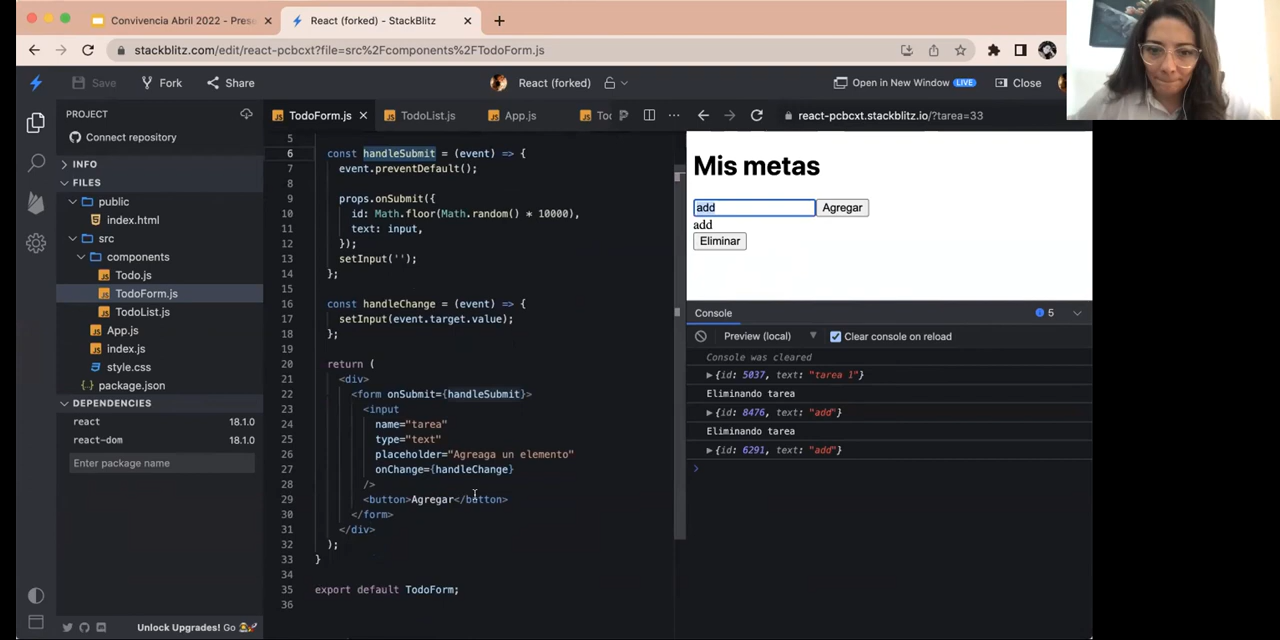 Convivencia Abril 2022 - Prese
React (forked) - StackBlitz
stackblitz.com/edit/react-pcbcxt?file=src%2Fcomponents%2FTodoForm.js
Save
Fork
Share
React (forked)
Open in New Window LIVE
Close
PROJECT
Connect repository
INFO
FILES
public
index.html
src
components
Todo.js
TodoForm.js
TodoList.js
App.js
index.js
style.css
package.json
DEPENDENCIES
react 18.1.0
react-dom 18.1.0
Enter package name
Unlock Upgrades! Go
TodoForm.js
TodoList.js
App.js
5
6 const handleSubmit = (event) => {
7 event.preventDefault();
8
9 props.onSubmit({
10 id: Math.floor(Math.random() * 10000),
11 text: input,
12 });
13 setInput('');
14 };
15
16 const handleChange = (event) => {
17 setInput(event.target.value);
18 };
19
20 return (
21 <div>
22 <form onSubmit={handleSubmit}>
23 <input
24 name="tarea"
25 type="text"
26 placeholder="Agreaga un elemento"
27 onChange={handleChange}
28 />
29 <button>Agregar</button>
30 </form>
31 </div>
32 );
33 }
34
35 export default TodoForm;
36
react-pcbcxt.stackblitz.io/?tarea=33
Mis metas
add Agregar
add
Eliminar
Console
5
Preview (local)
Clear console on reload
Console was cleared
{id: 5037, text: "tarea 1"}
Eliminando tarea
{id: 8476, text: "add"}
Eliminando tarea
{id: 6291, text: "add"}